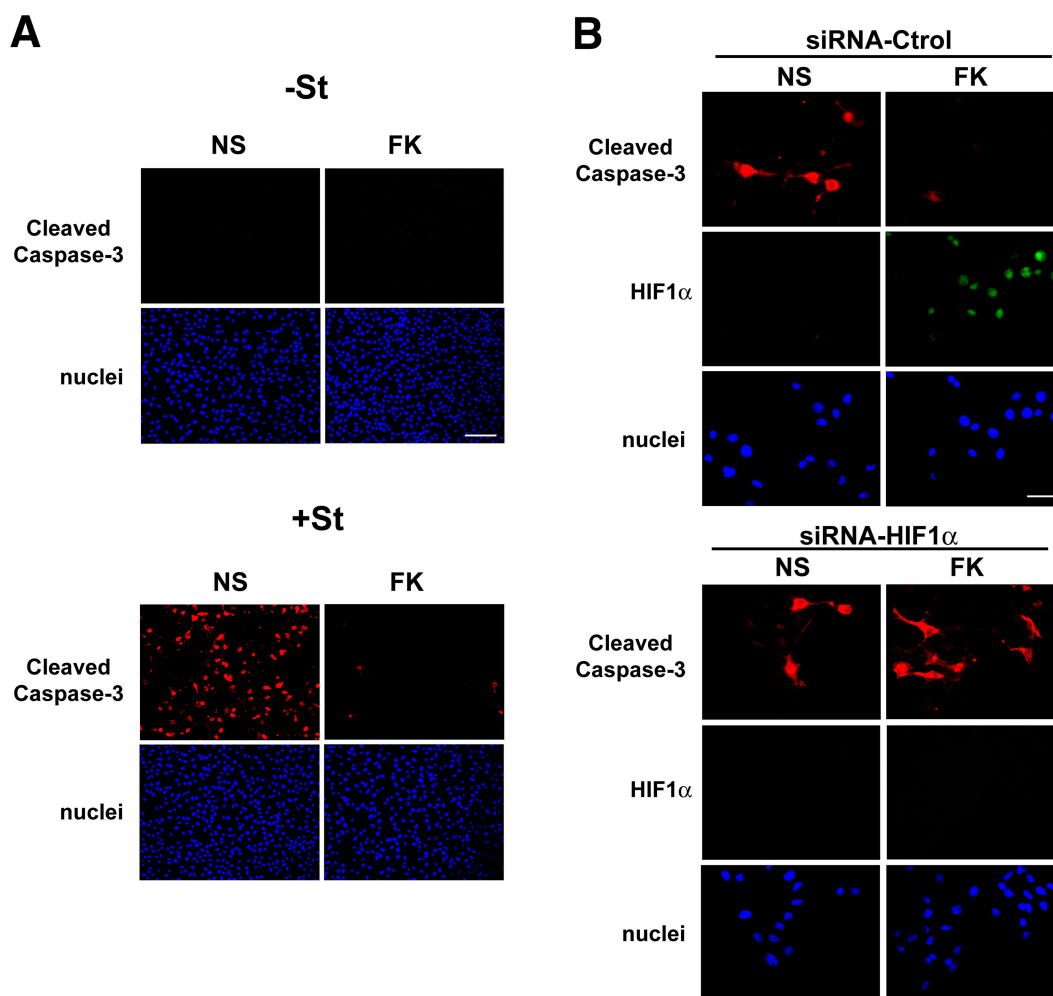 A
-St
NS FK
Cleaved
Caspase-3
nuclei
+St
NS FK
Cleaved
Caspase-3
nuclei
B
siRNA-Ctrol
NS FK
Cleaved
Caspase-3
HIF1α
nuclei
siRNA-HIF1α
NS FK
Cleaved
Caspase-3
HIF1α
nuclei